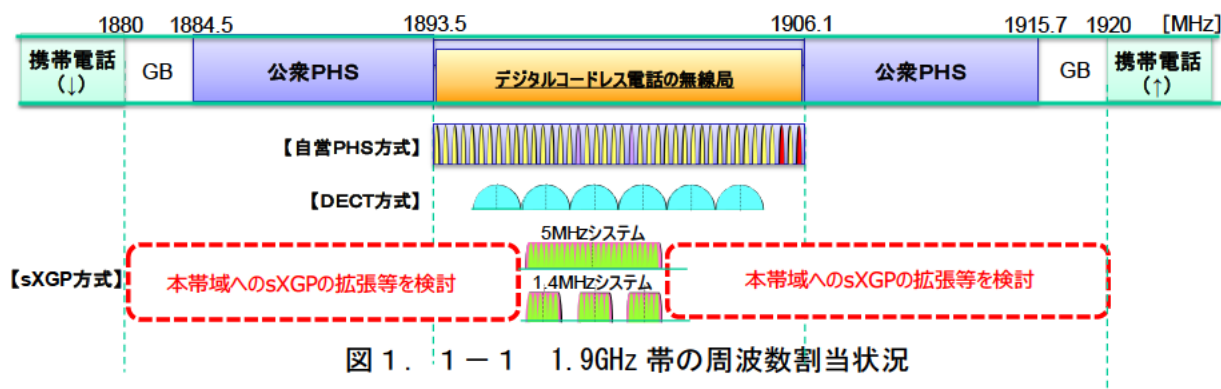 1880 1884.5 1893.5 1906.1 1915.7 1920 [MHz]
携帯電話
(↓)
GB
公衆PHS
デジタルコードレス電話の無線局
公衆PHS
GB
携帯電話
(↑)
【自営PHS方式】
【DECT方式】
5MHzシステム
【sXGP方式】
本帯域へのsXGPの拡張等を検討
1.4MHzシステム
本帯域へのsXGPの拡張等を検討
図1.1-1 1.9GHz帯の周波数割当状況